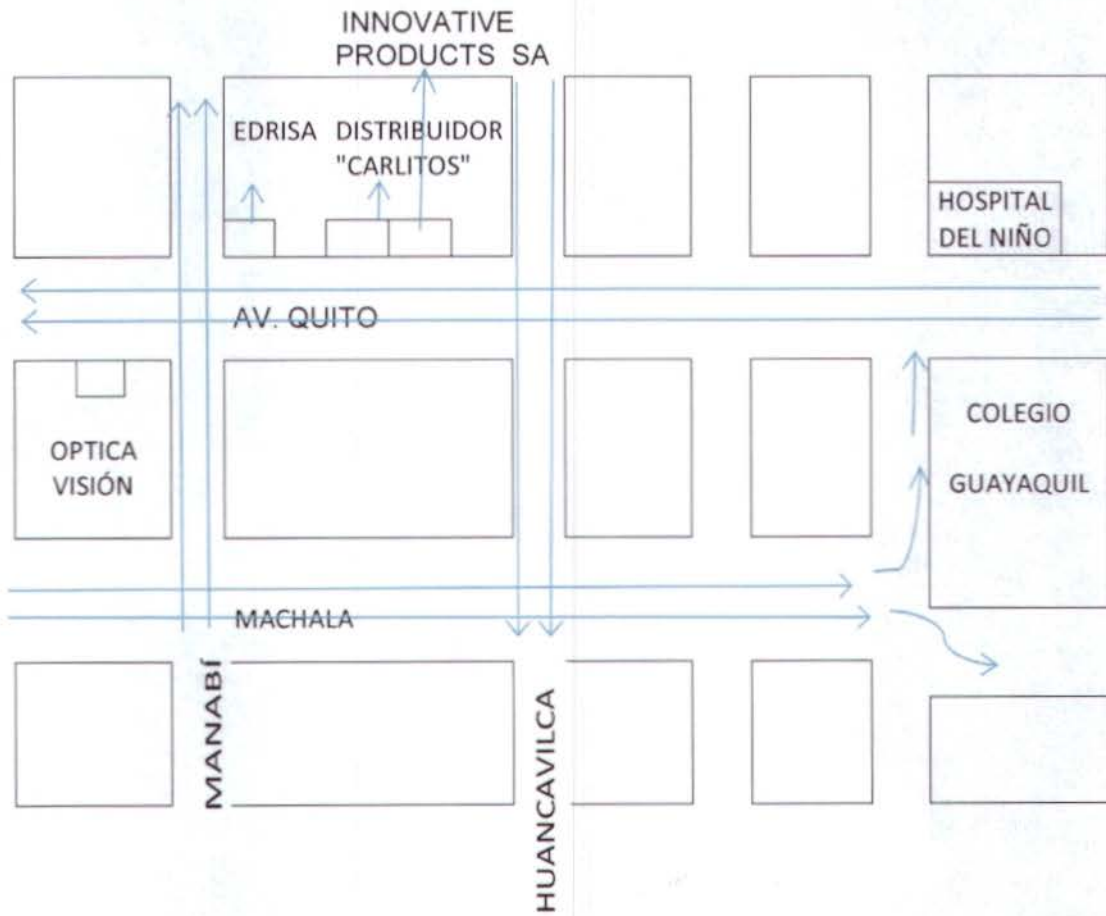 INNOVATIVE
PRODUCTS SA
EDRISA
DISTRIBUIDOR
"CARLITOS"
HOSPITAL
DEL NIÑO
AV. QUITO
OPTICA
VISIÓN
COLEGIO
GUAYAQUIL
MACHALA
MANABÍ
HUANCAVILCA